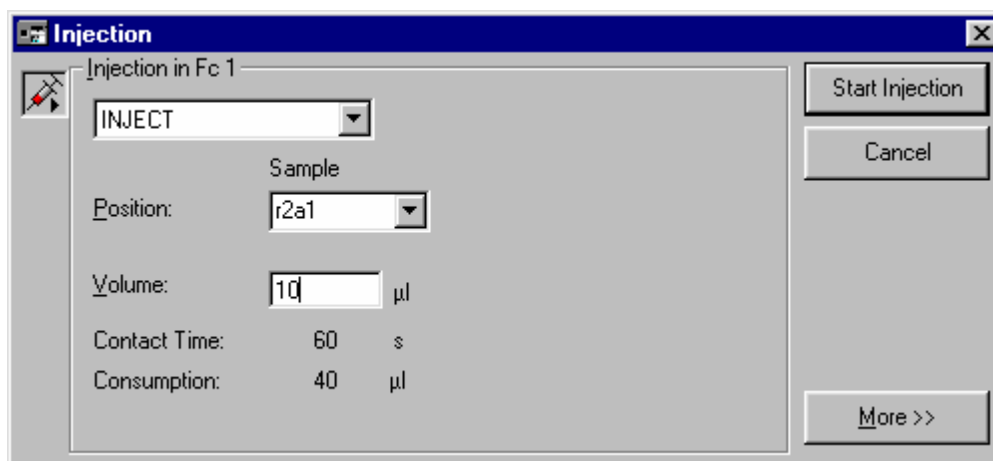 Injection
Injection in Fc 1
Start Injection
INJECT
Cancel
Sample
Position: r2a1
Volume: 10 µl
Contact Time: 60 s
Consumption: 40 µl
More >>